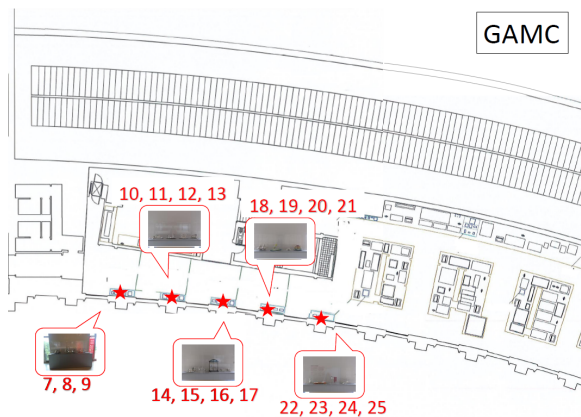 GAMC
10, 11, 12, 13
18, 19, 20, 21
7, 8, 9
14, 15, 16, 17
22, 23, 24, 25